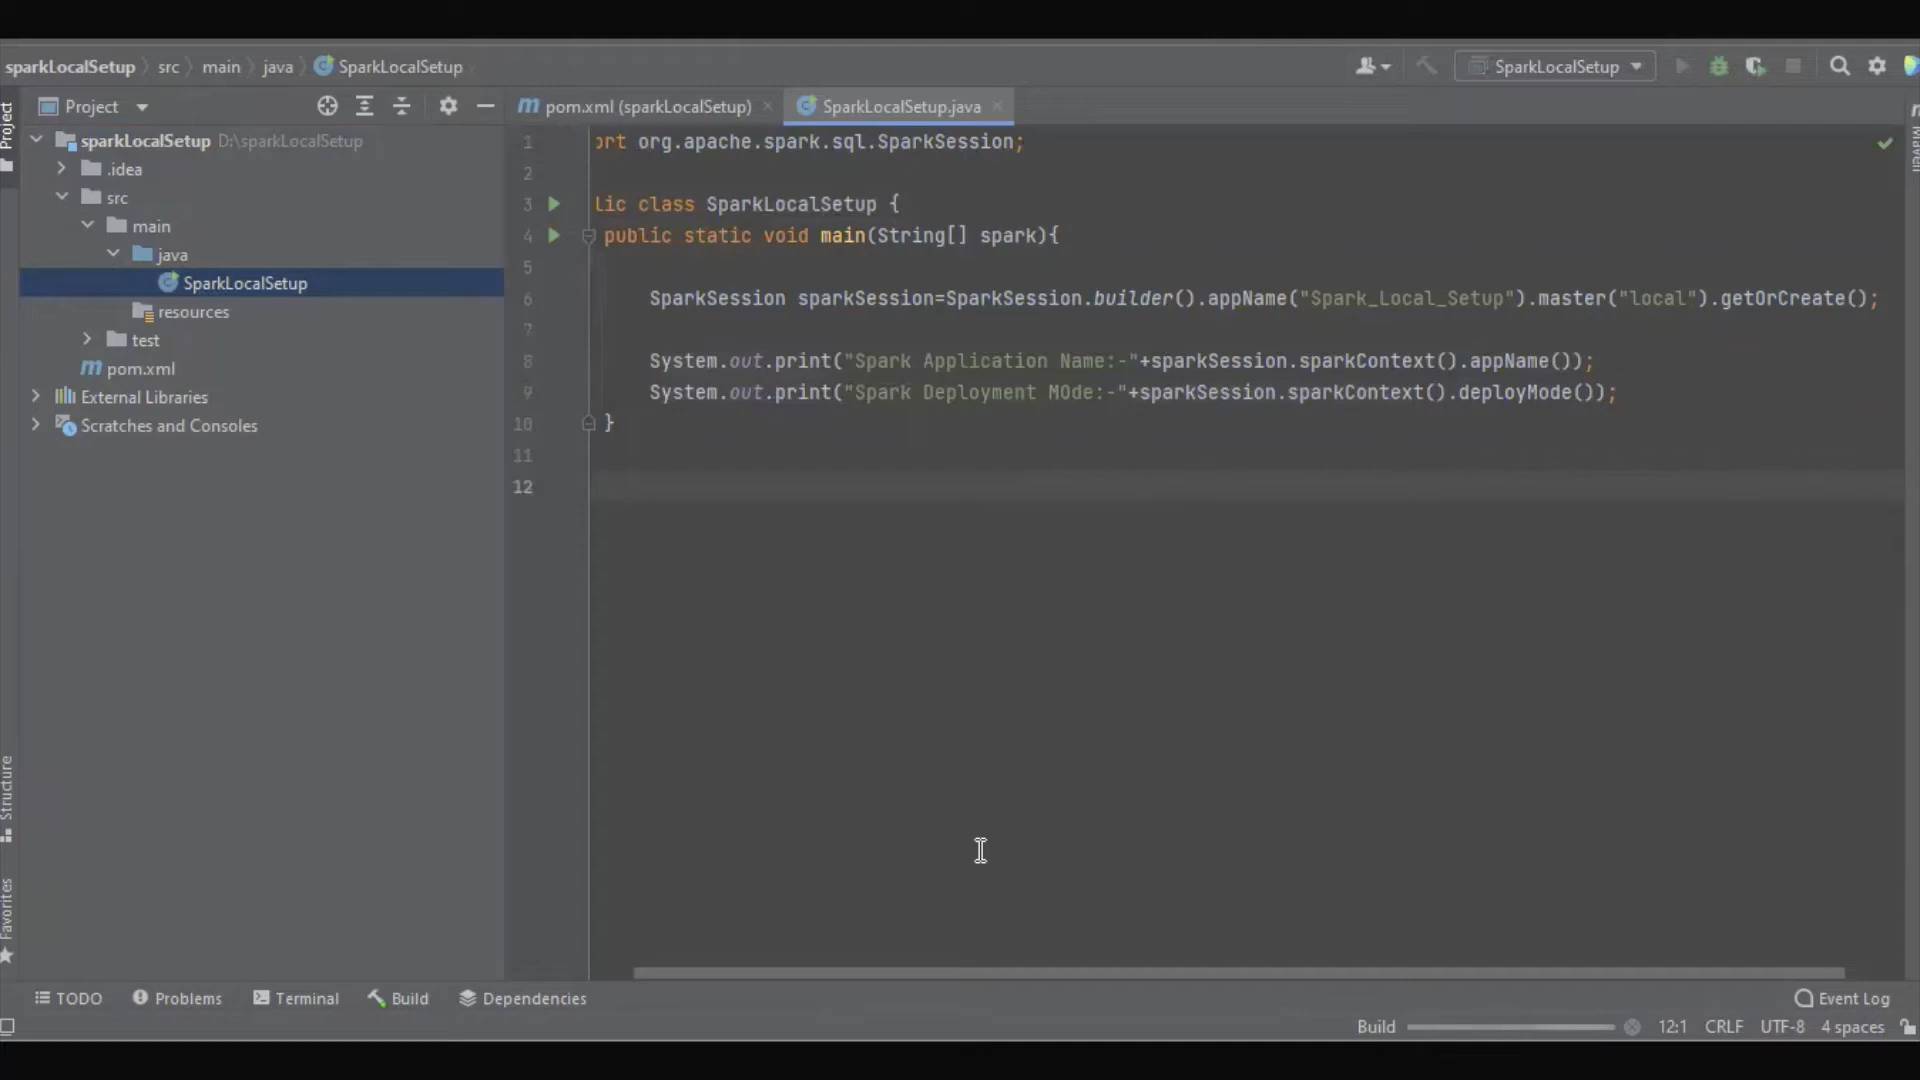 sparkLocalSetup src main java SparkLocalSetup
SparkLocalSetup
Project
pom.xml (sparkLocalSetup)
SparkLocalSetup.java
Project
sparkLocalSetup D:\sparkLocalSetup
.idea
src
main
java
SparkLocalSetup
resources
test
pom.xml
External Libraries
Scratches and Consoles
1 ort org.apache.spark.sql.SparkSession;
2
3 lic class SparkLocalSetup {
4 public static void main(String[] spark){
5
6 SparkSession sparkSession=SparkSession.builder().appName("Spark_Local_Setup").master("local").getOrCreate();
7
8 System.out.print("Spark Application Name:-"+sparkSession.sparkContext().appName());
9 System.out.print("Spark Deployment MOde:-"+sparkSession.sparkContext().deployMode());
10 }
11
12
Maven
Structure
Favorites
TODO Problems Terminal Build Dependencies Event Log
Build 12:1 CRLF UTF-8 4 spaces